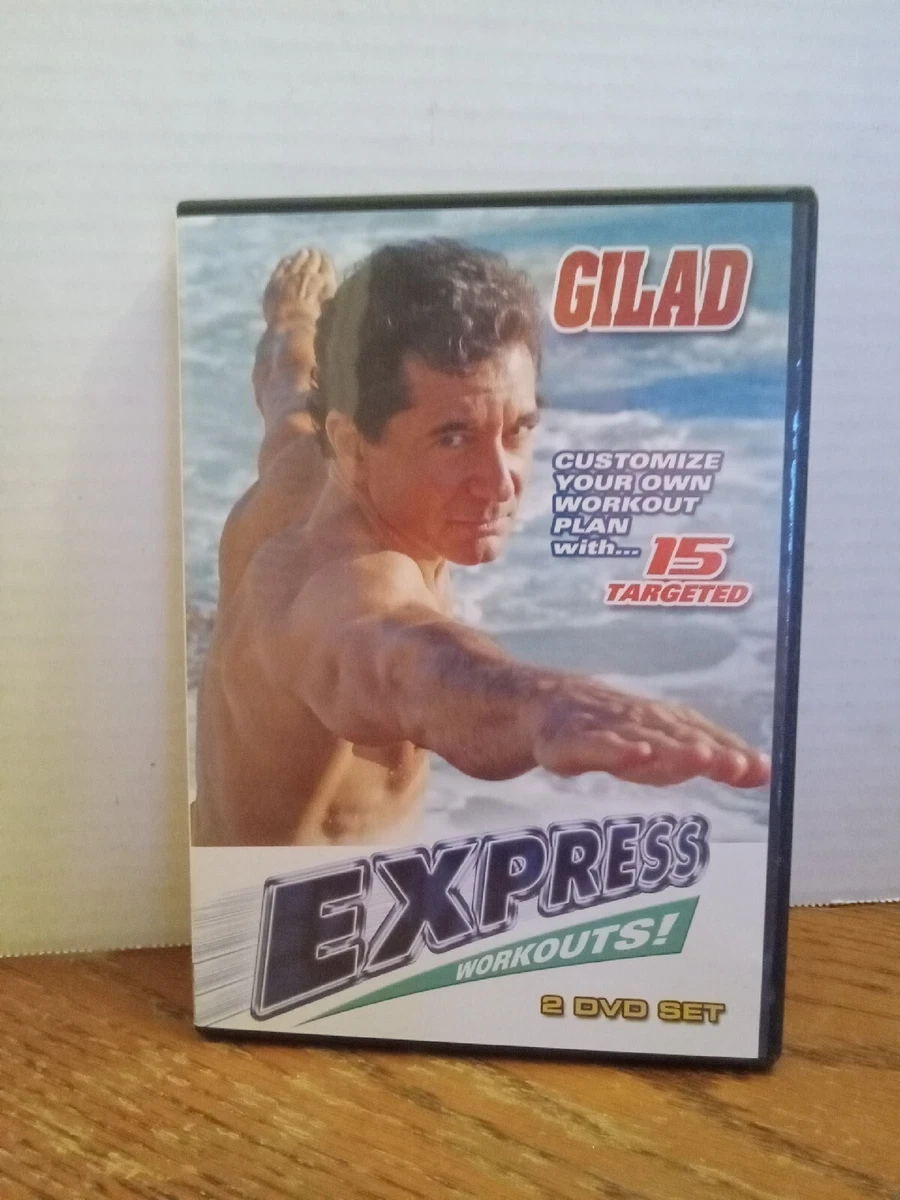 GILAD
CUSTOMIZE
YOUR OWN
WORKOUT
PLAN
with... 15
TARGETED
EXPRESS
WORKOUTS!
2 DVD SET